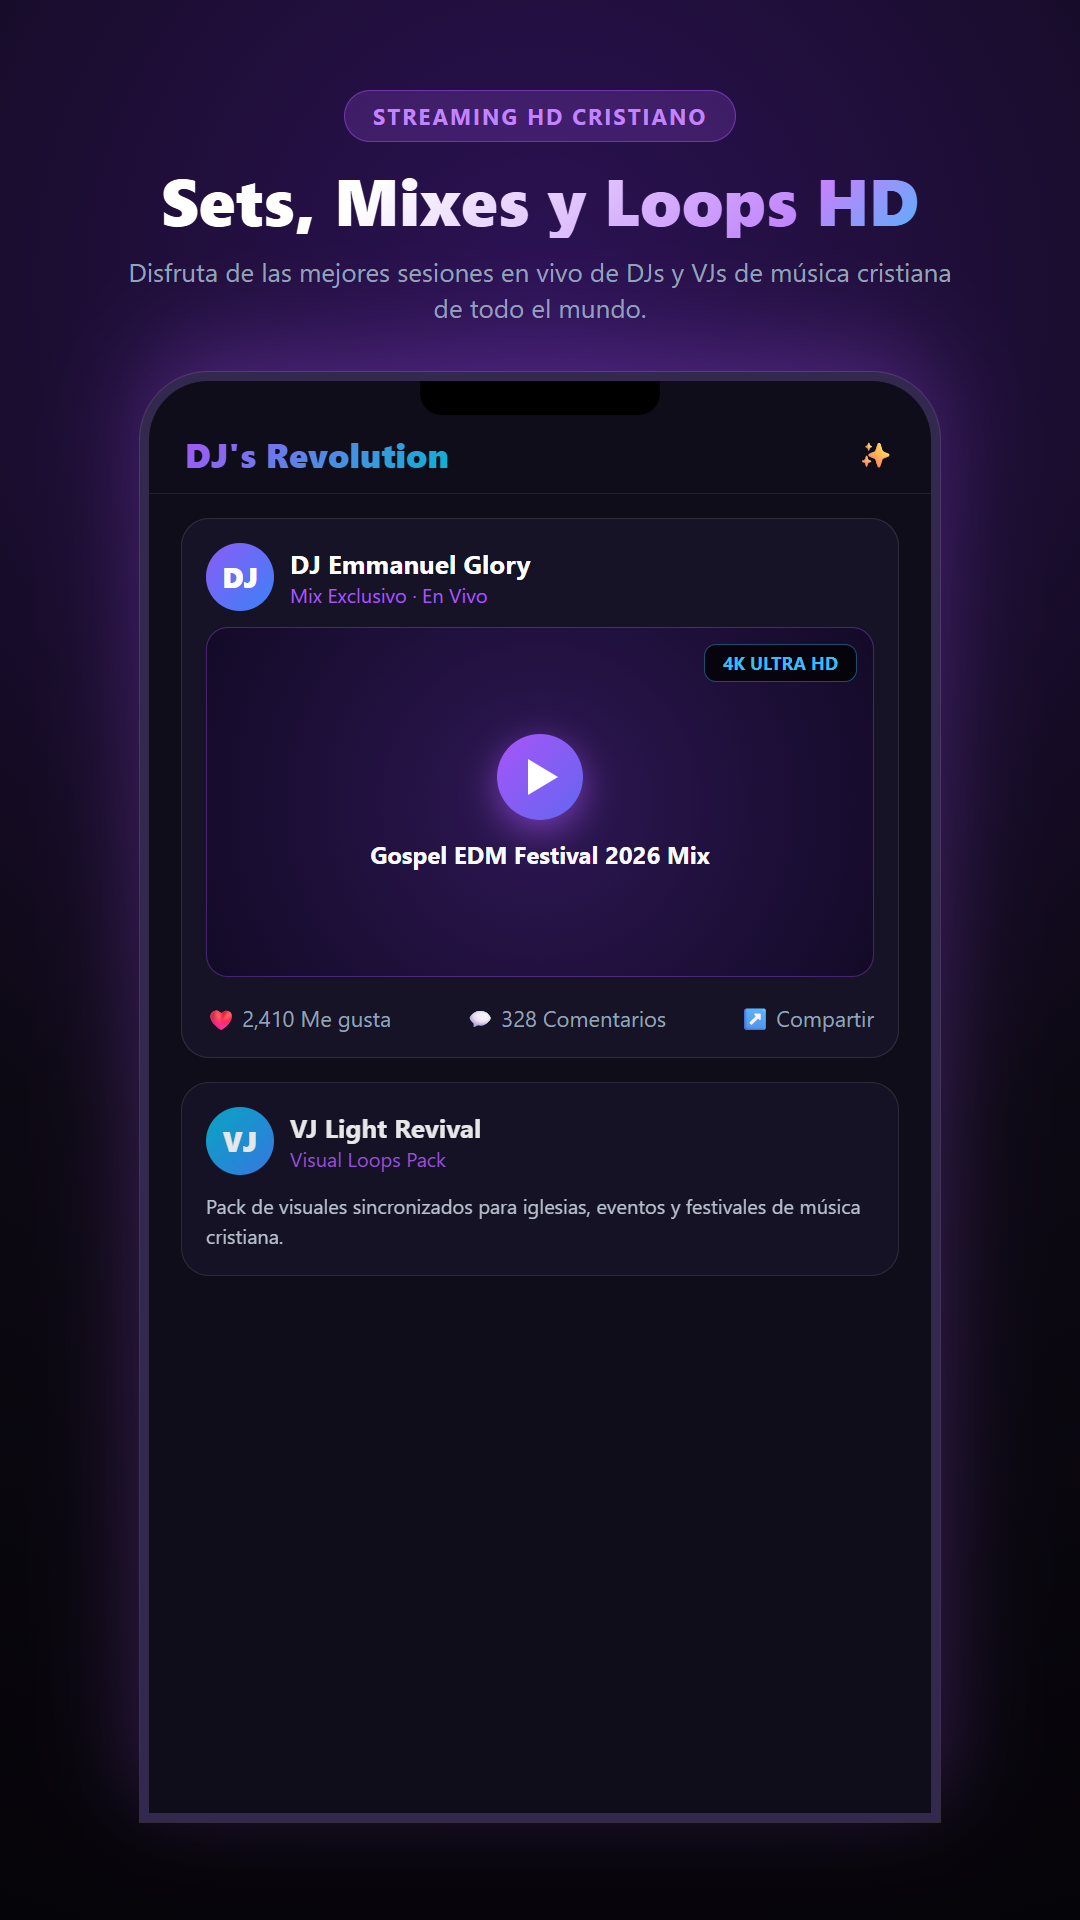 STREAMING HD CRISTIANO
Sets, Mixes y Loops HD
Disfruta de las mejores sesiones en vivo de DJs y VJs de música cristiana
de todo el mundo.
DJ's Revolution
DJ
DJ Emmanuel Glory
Mix Exclusivo · En Vivo
4K ULTRA HD
Gospel EDM Festival 2026 Mix
2,410 Me gusta
328 Comentarios
Compartir
VJ
VJ Light Revival
Visual Loops Pack
Pack de visuales sincronizados para iglesias, eventos y festivales de música
cristiana.